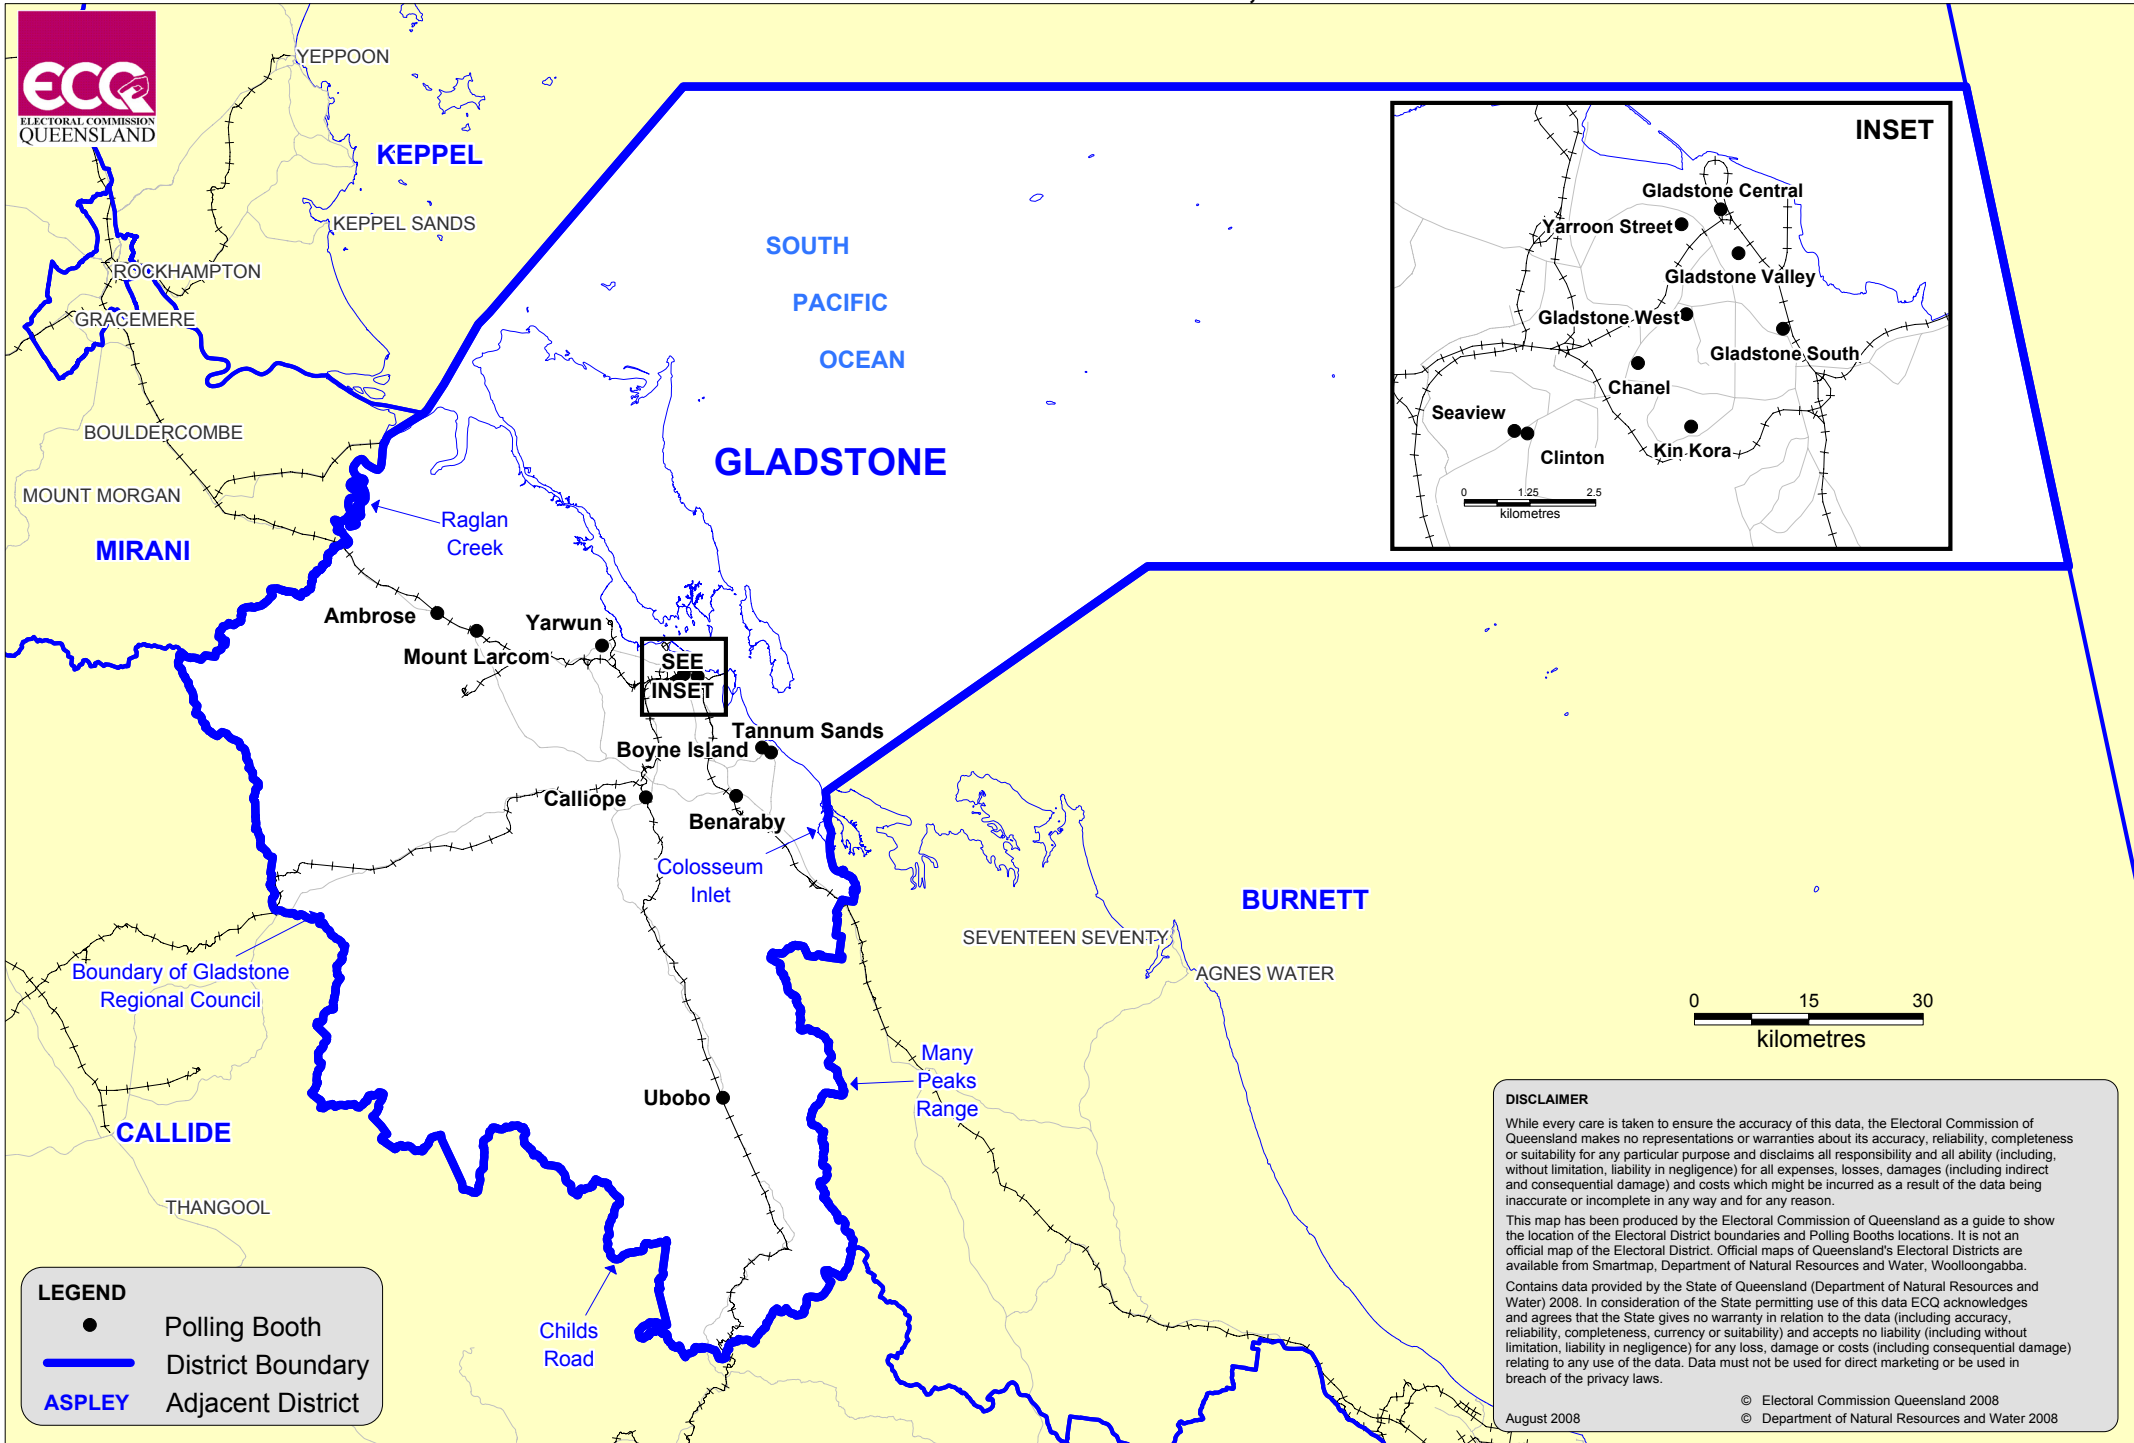 ECQ
ELECTORAL COMMISSION
QUEENSLAND
YEPPOON
KEPPEL
KEPPEL SANDS
ROCKHAMPTON
GRACEMERE
BOULDERCOMBE
MOUNT MORGAN
MIRANI
SOUTH
PACIFIC
OCEAN
GLADSTONE
Raglan
Creek
INSET
Gladstone Central
Yarroon Street
Gladstone Valley
Gladstone West
Gladstone South
Chanel
Seaview
Clinton
Kin Kora
0 1.25 2.5
kilometres
Ambrose
Yarwun
Mount Larcom
SEE
INSET
Tannum Sands
Boyne Island
Calliope
Benaraby
Colosseum
Inlet
BURNETT
SEVENTEEN SEVENTY
AGNES WATER
Boundary of Gladstone
Regional Council
0 15 30
kilometres
Many
Peaks
Range
Ubobo
CALLIDE
THANGOOL
Childs
Road
LEGEND
Polling Booth
District Boundary
ASPLEY Adjacent District
DISCLAIMER
While every care is taken to ensure the accuracy of this data, the Electoral Commission of
Queensland makes no representations or warranties about its accuracy, reliability, completeness
or suitability for any particular purpose and disclaims all responsibility and all ability (including,
without limitation, liability in negligence) for all expenses, losses, damages (including indirect
and consequential damage) and costs which might be incurred as a result of the data being
inaccurate or incomplete in any way and for any reason.
This map has been produced by the Electoral Commission of Queensland as a guide to show
the location of the Electoral District boundaries and Polling Booths locations. It is not an
official map of the Electoral District. Official maps of Queensland's Electoral Districts are
available from Smartmap, Department of Natural Resources and Water, Woolloongabba.
Contains data provided by the State of Queensland (Department of Natural Resources and
Water) 2008. In consideration of the State permitting use of this data ECQ acknowledges
and agrees that the State gives no warranty in relation to the data (including accuracy,
reliability, completeness, currency or suitability) and accepts no liability (including without
limitation, liability in negligence) for any loss, damage or costs (including consequential damage)
relating to any use of the data. Data must not be used for direct marketing or be used in
breach of the privacy laws.
© Electoral Commission Queensland 2008
August 2008 © Department of Natural Resources and Water 2008